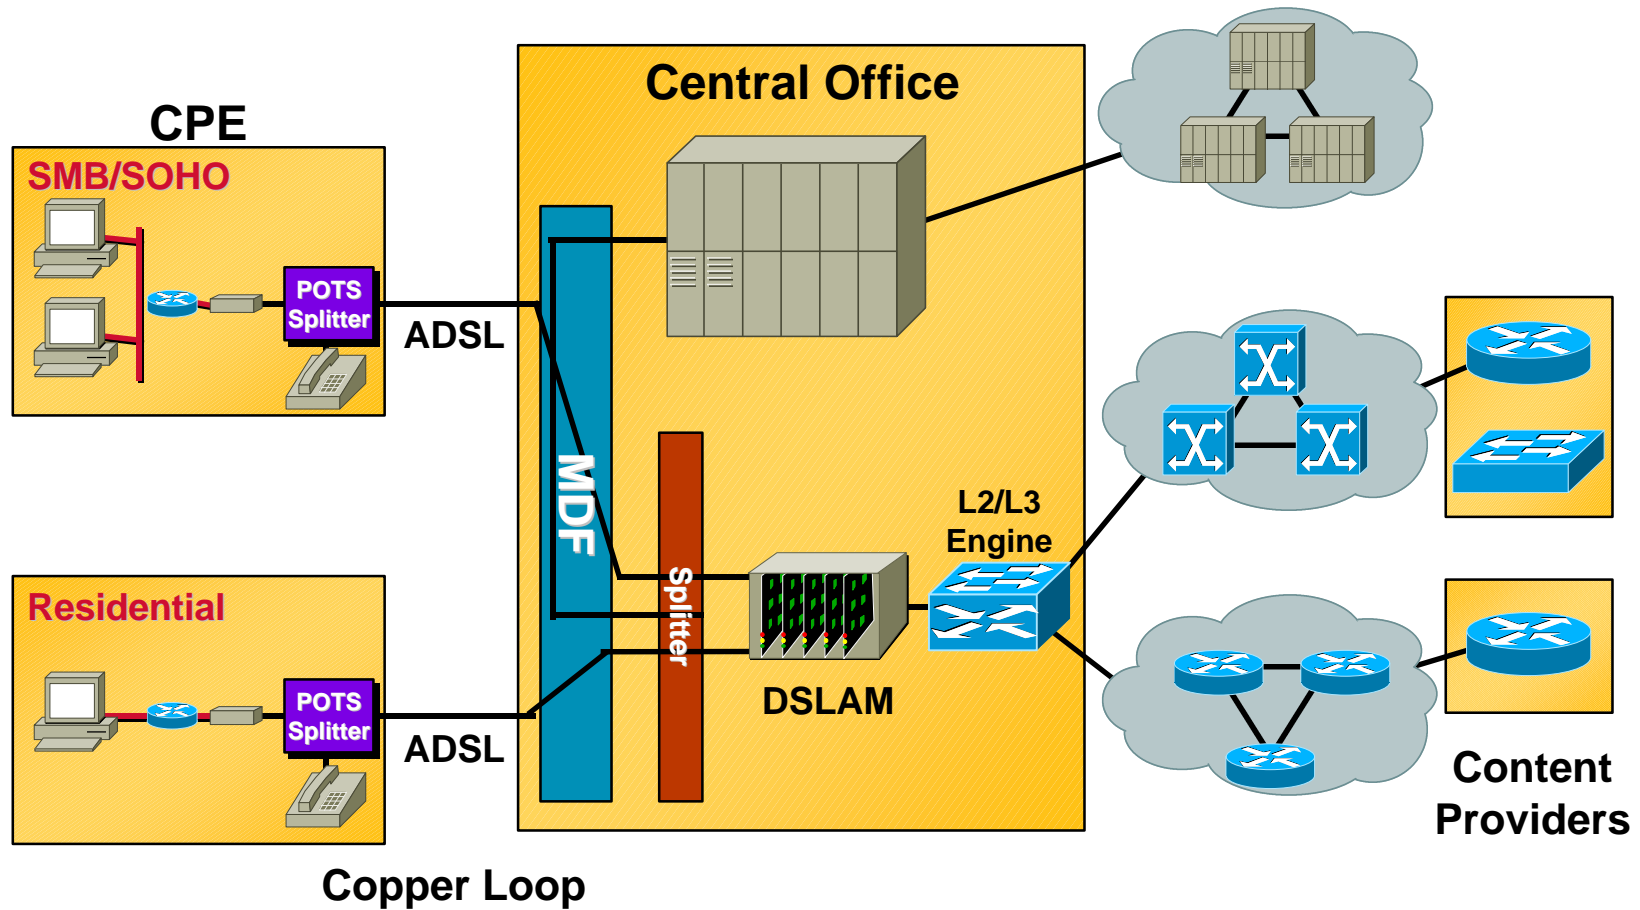 Central Office
CPE
SMB/SOHO
POTS
Splitter
ADSL
MDF
L2/L3
Engine
Splitter
Residential
POTS
Splitter
ADSL
DSLAM
Content
Providers
Copper Loop